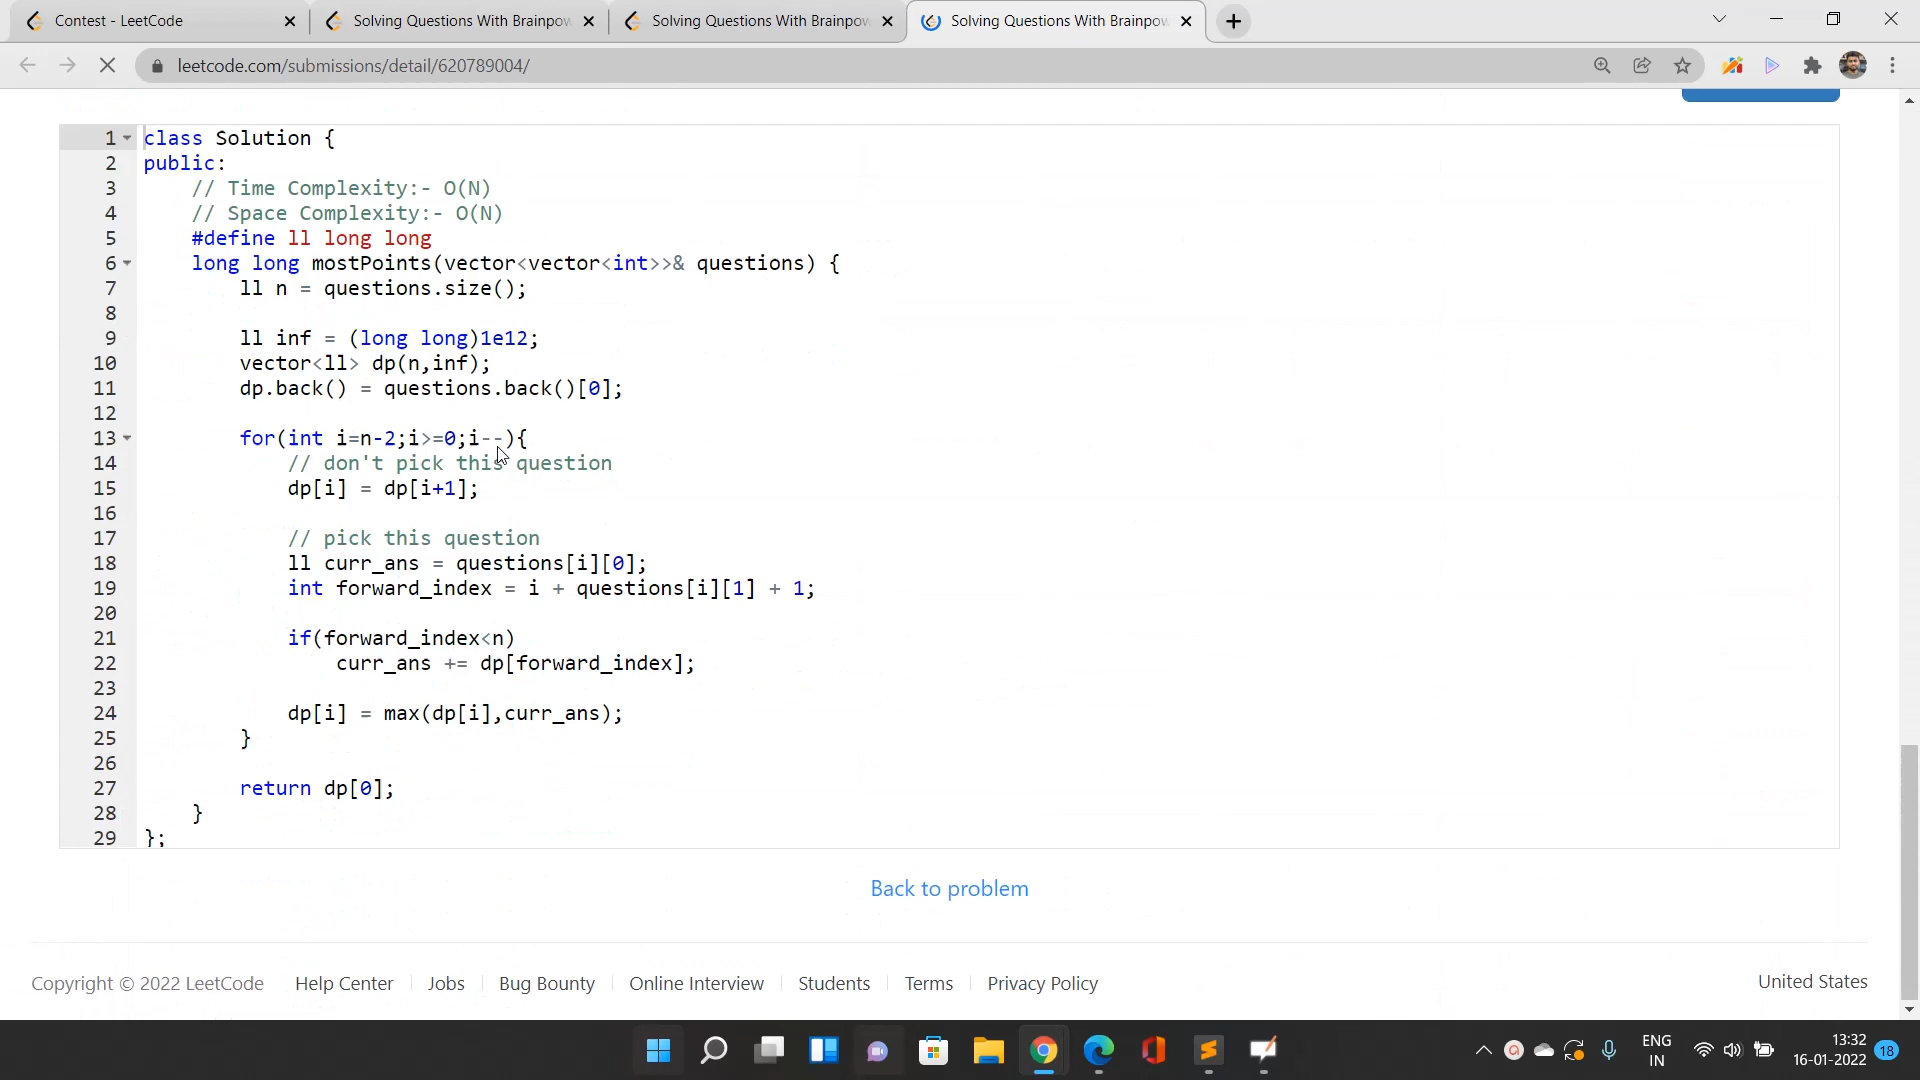 Contest - LeetCode
Solving Questions With Brainpow
Solving Questions With Brainpow
Solving Questions With Brainpow
leetcode.com/submissions/detail/620789004/
1 class Solution {
2 public:
3 // Time Complexity:- O(N)
4 // Space Complexity:- O(N)
5 #define ll long long
6 long long mostPoints(vector<vector<int>>& questions) {
7 ll n = questions.size();
8
9 ll inf = (long long)1e12;
10 vector<ll> dp(n,inf);
11 dp.back() = questions.back()[0];
12
13 for(int i=n-2;i>=0;i--){
14 // don't pick this question
15 dp[i] = dp[i+1];
16
17 // pick this question
18 ll curr_ans = questions[i][0];
19 int forward_index = i + questions[i][1] + 1;
20
21 if(forward_index<n)
22 curr_ans += dp[forward_index];
23
24 dp[i] = max(dp[i],curr_ans);
25 }
26
27 return dp[0];
28 }
29 };
Back to problem
Copyright © 2022 LeetCode Help Center Jobs Bug Bounty Online Interview Students Terms Privacy Policy United States
ENG
IN
13:32
16-01-2022
18